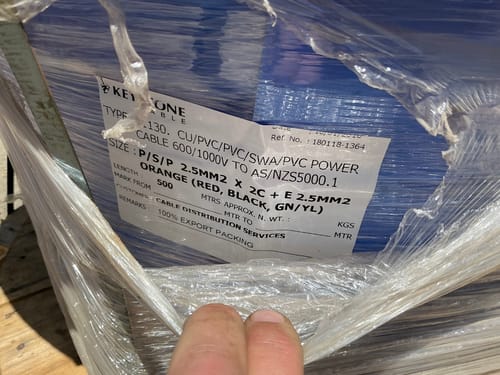 KEYSTONE
CABLE
Ref No. : 180118-1364
TYPE .130. CU/PVC/PVC/SWA/PVC POWER
CABLE 600/1000V TO AS/NZS5000.1
SIZE : P/S/P 2.5MM2 X 2C + E 2.5MM2
ORANGE (RED, BLACK, GN/YL)
LENGTH 500 MTRS APPROX. N. WT. : KGS
MARK FROM MTR TO MTR
CUSTOMER CABLE DISTRIBUTION SERVICES
REMARKS 100% EXPORT PACKING